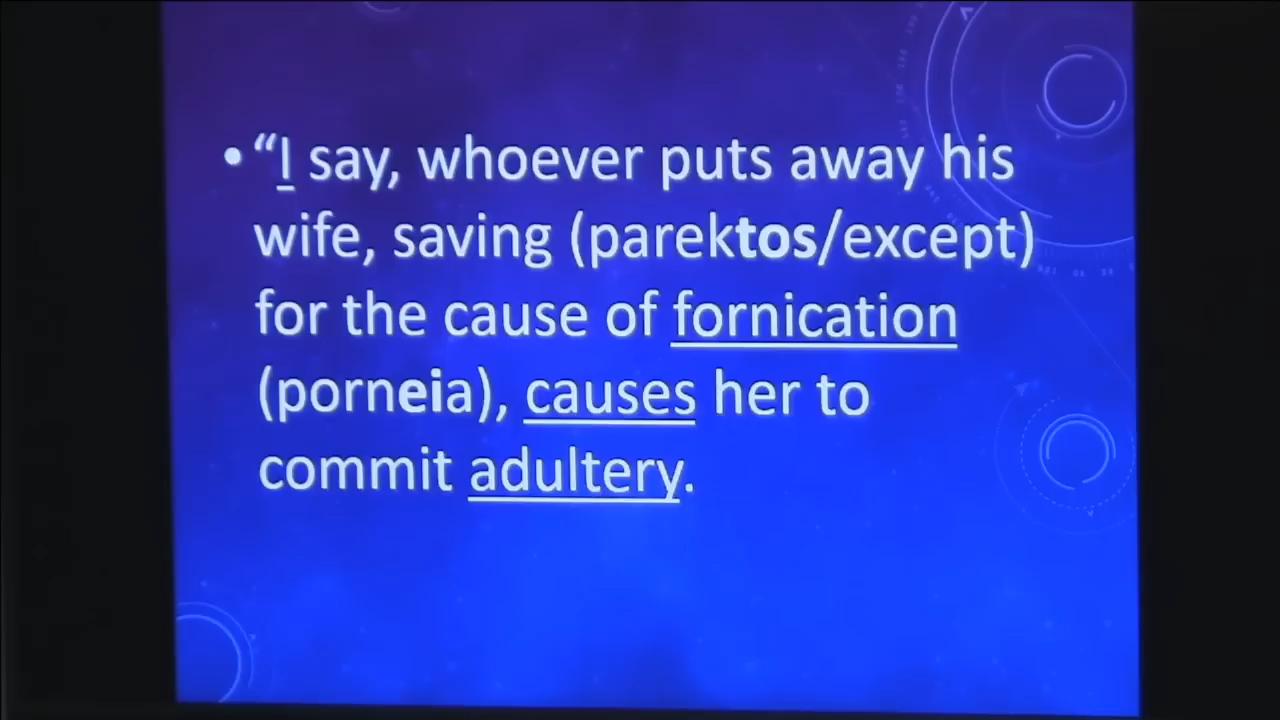 • “I say, whoever puts away his
wife, saving (parektos/except)
for the cause of fornication
(porneia), causes her to
commit adultery.